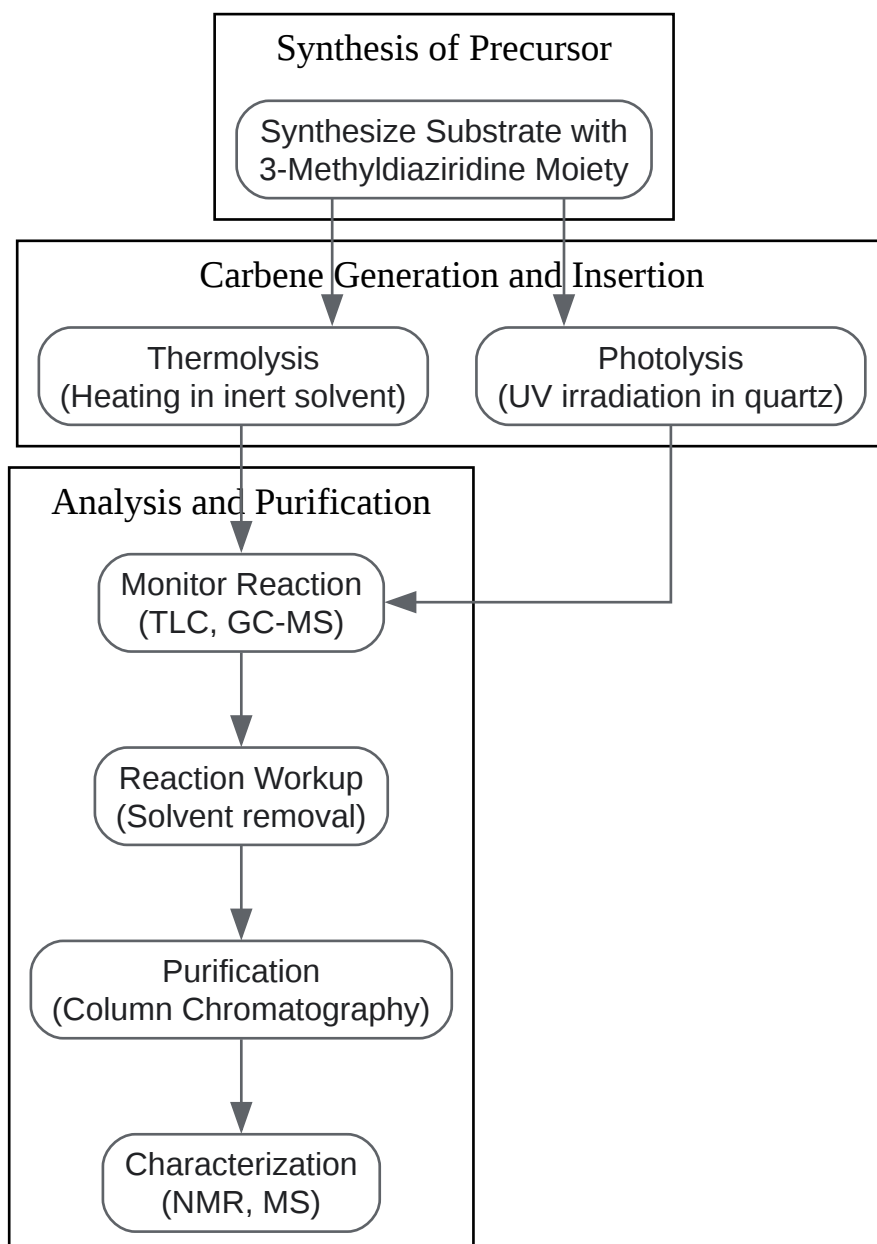 Synthesis of Precursor
Synthesize Substrate with
3-Methyldiaziridine Moiety
Carbene Generation and Insertion
Thermolysis
(Heating in inert solvent)
Photolysis
(UV irradiation in quartz)
Analysis and Purification
Monitor Reaction
(TLC, GC-MS)
Reaction Workup
(Solvent removal)
Purification
(Column Chromatography)
Characterization
(NMR, MS)